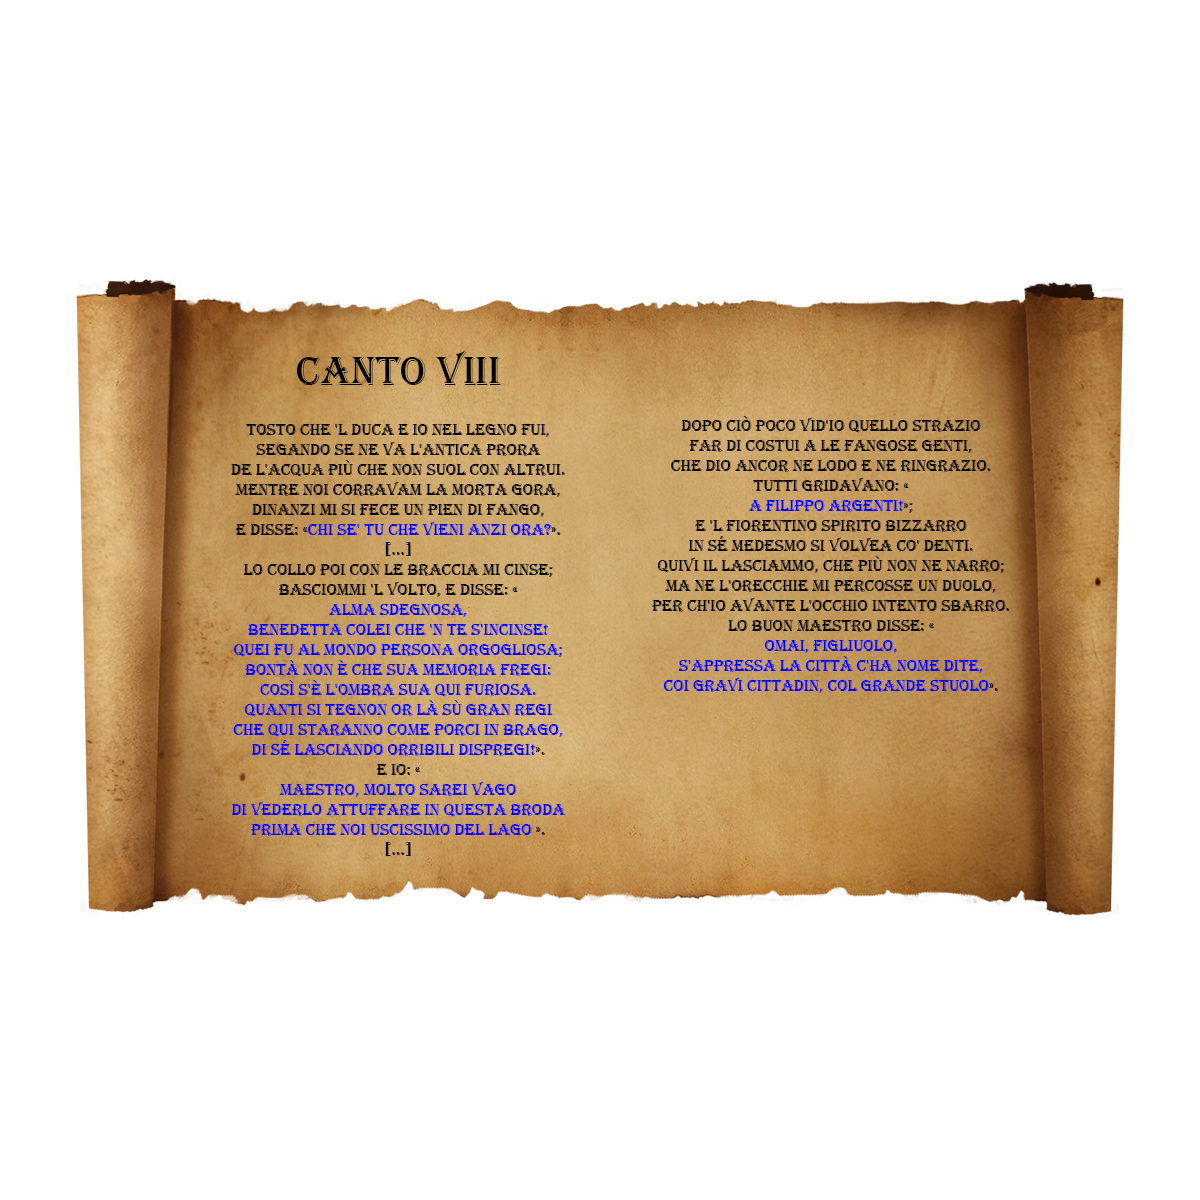 CANTO VIII
TOSTO CHE 'L DUCA E IO NEL LEGNO FUI,
SEGANDO SE NE VA L'ANTICA PRORA
DE L'ACQUA PIÙ CHE NON SUOL CON ALTRUI.
MENTRE NOI CORRAVAM LA MORTA GORA,
DINANZI MI SI FECE UN PIEN DI FANGO,
E DISSE: «CHI SE' TU CHE VIENI ANZI ORA?».
[...]
LO COLLO POI CON LE BRACCIA MI CINSE;
BASCIOMMI 'L VOLTO, E DISSE: «
ALMA SDEGNOSA,
BENEDETTA COLEI CHE 'N TE S'INCINSE!
QUEI FU AL MONDO PERSONA ORGOGLIOSA;
BONTÀ NON È CHE SUA MEMORIA FREGI:
COSÌ S'È L'OMBRA SUA QUI FURIOSA.
QUANTI SI TEGNON OR LÀ SÙ GRAN REGI
CHE QUI STARANNO COME PORCI IN BRAGO,
DI SÉ LASCIANDO ORRIBILI DISPREGI!».
E IO: «
MAESTRO, MOLTO SAREI VAGO
DI VEDERLO ATTUFFARE IN QUESTA BRODA
PRIMA CHE NOI USCISSIMO DEL LAGO ».
[...]
DOPO CIÒ POCO VID'IO QUELLO STRAZIO
FAR DI COSTUI A LE FANGOSE GENTI,
CHE DIO ANCOR NE LODO E NE RINGRAZIO.
TUTTI GRIDAVANO: «
A FILIPPO ARGENTI!»;
E 'L FIORENTINO SPIRITO BIZZARRO
IN SÉ MEDESMO SI VOLVEA CO' DENTI.
QUIVI IL LASCIAMMO, CHE PIÙ NON NE NARRO;
MA NE L'ORECCHIE MI PERCOSSE UN DUOLO,
PER CH'IO AVANTE L'OCCHIO INTENTO SBARRO.
LO BUON MAESTRO DISSE: «
OMAI, FIGLIUOLO,
S'APPRESSA LA CITTÀ C'HA NOME DITE,
COI GRAVI CITTADIN, COL GRANDE STUOLO».